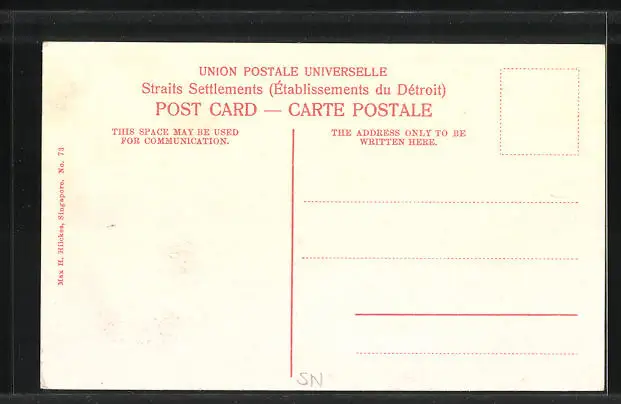 UNION POSTALE UNIVERSELLE
Straits Settlements (Établissements du Détroit)
POST CARD — CARTE POSTALE
THIS SPACE MAY BE USED
FOR COMMUNICATION.
THE ADDRESS ONLY TO BE
WRITTEN HERE.
Max H. Hilckes, Singapore. No. 73
SN